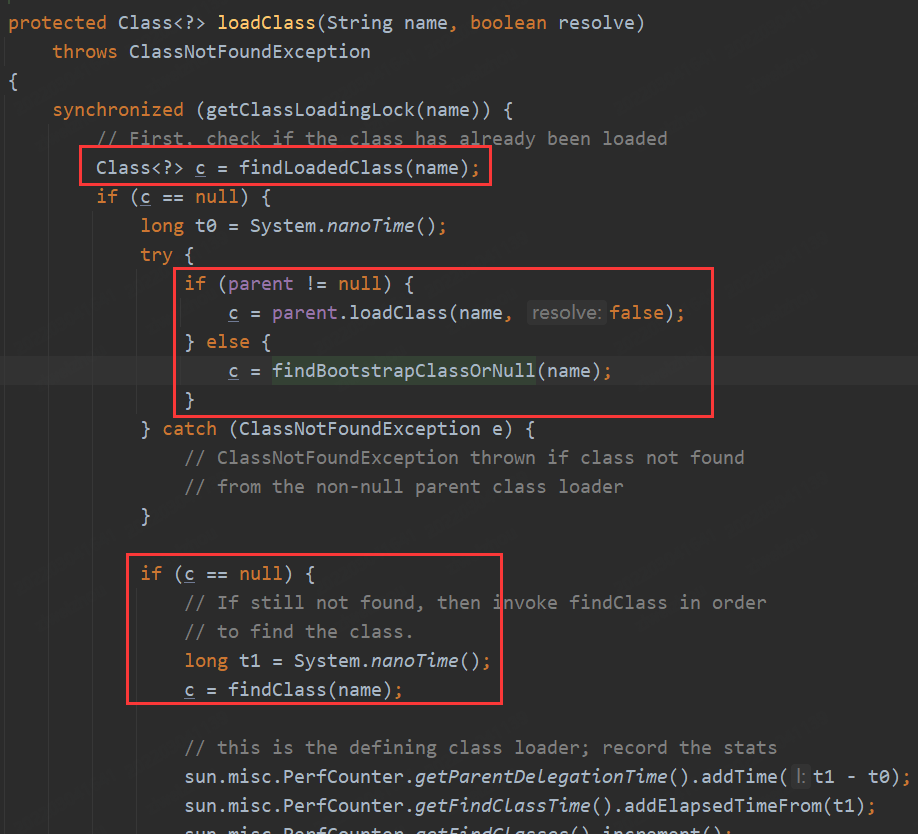 protected Class<?> loadClass(String name, boolean resolve)
    throws ClassNotFoundException
{
    synchronized (getClassLoadingLock(name)) {
        // First, check if the class has already been loaded
        Class<?> c = findLoadedClass(name);
        if (c == null) {
            long t0 = System.nanoTime();
            try {
                if (parent != null) {
                    c = parent.loadClass(name, resolve: false);
                } else {
                    c = findBootstrapClassOrNull(name);
                }
            } catch (ClassNotFoundException e) {
                // ClassNotFoundException thrown if class not found
                // from the non-null parent class loader
            }
            if (c == null) {
                // If still not found, then invoke findClass in order
                // to find the class.
                long t1 = System.nanoTime();
                c = findClass(name);
                // this is the defining class loader; record the stats
                sun.misc.PerfCounter.getParentDelegationTime().addTime( l: t1 - t0);
                sun.misc.PerfCounter.getFindClassTime().addElapsedTimeFrom(t1);
                sun.misc.PerfCounter.getFindClasses().increment();